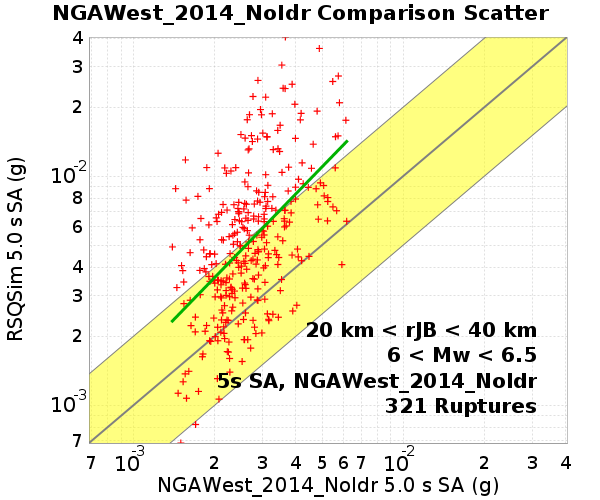 NGAWest_2014_NoIdr Comparison Scatter
4
3
2
10-2
8
6
4
3
2
10-3
7
RSQSim 5.0 s SA (g)
20 km < rJB < 40 km
6 < Mw < 6.5
5s SA, NGAWest_2014_NoIdr
321 Ruptures
7 10-3 2 3 4 5 6 7 10-2 2 3 4
NGAWest_2014_NoIdr 5.0 s SA (g)